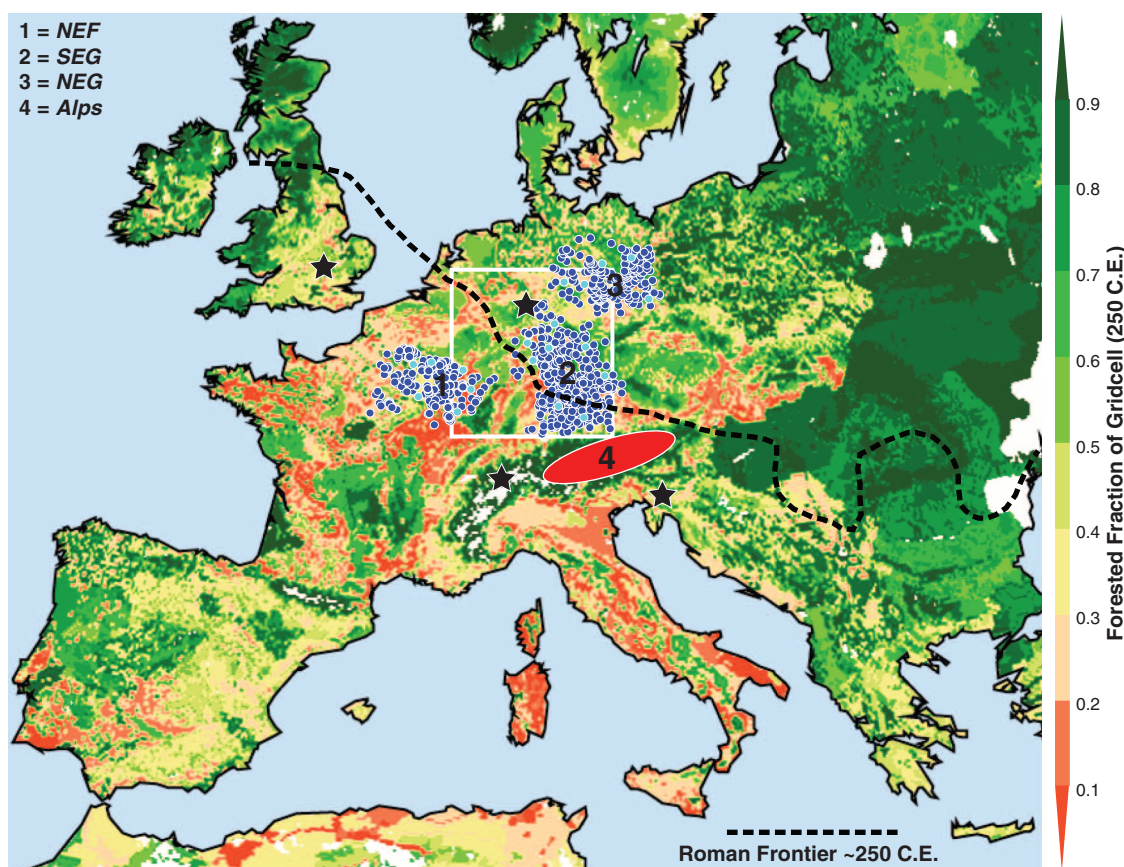 1 = NEF
2 = SEG
3 = NEG
4 = Alps
3
1
2
4
Roman Frontier ~250 C.E.
0.9
0.8
0.7
0.6
0.5
0.4
0.3
0.2
0.1
Forested Fraction of Gridcell (250 C.E.)